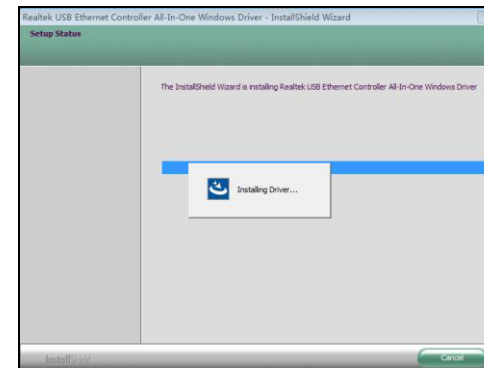 Realtek USB Ethernet Controller All-In-One Windows Driver - InstallShield Wizard
Setup Status
The InstallShield Wizard is installing Realtek USB Ethernet Controller All-In-One Windows Driver
Installing Driver...
InstallShield
Cancel